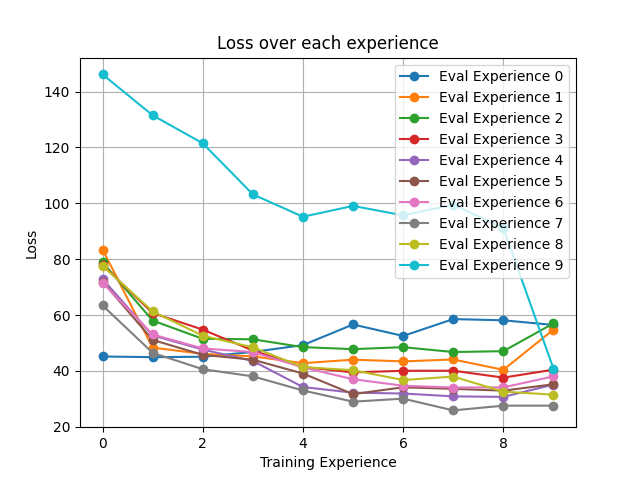 Loss over each experience
Eval Experience 0
Eval Experience 1
Eval Experience 2
Eval Experience 3
Eval Experience 4
Eval Experience 5
Eval Experience 6
Eval Experience 7
Eval Experience 8
Eval Experience 9
140
120
100
80
60
40
20
Loss
0 2 4 6 8
Training Experience